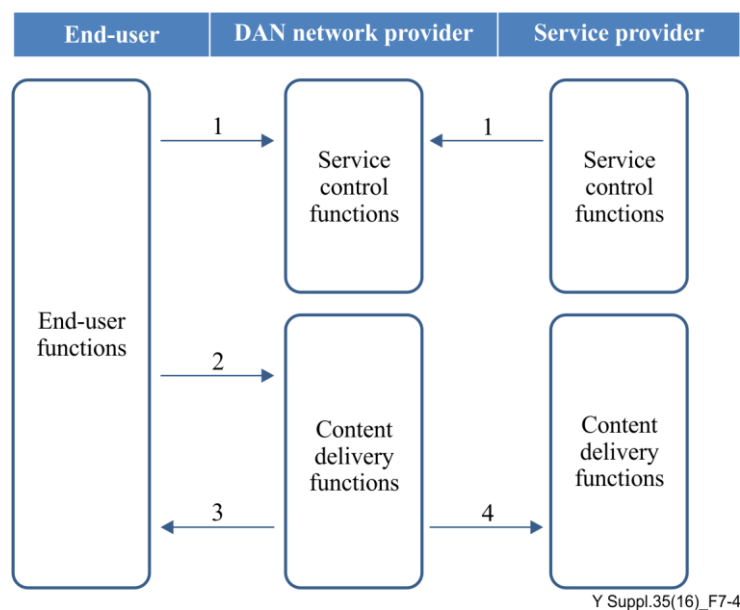 End-user
DAN network provider
Service provider
1
1
Service
control
functions
Service
control
functions
End-user
functions
2
Content
delivery
functions
Content
delivery
functions
3
4
Y Suppl.35(16)_F7-4